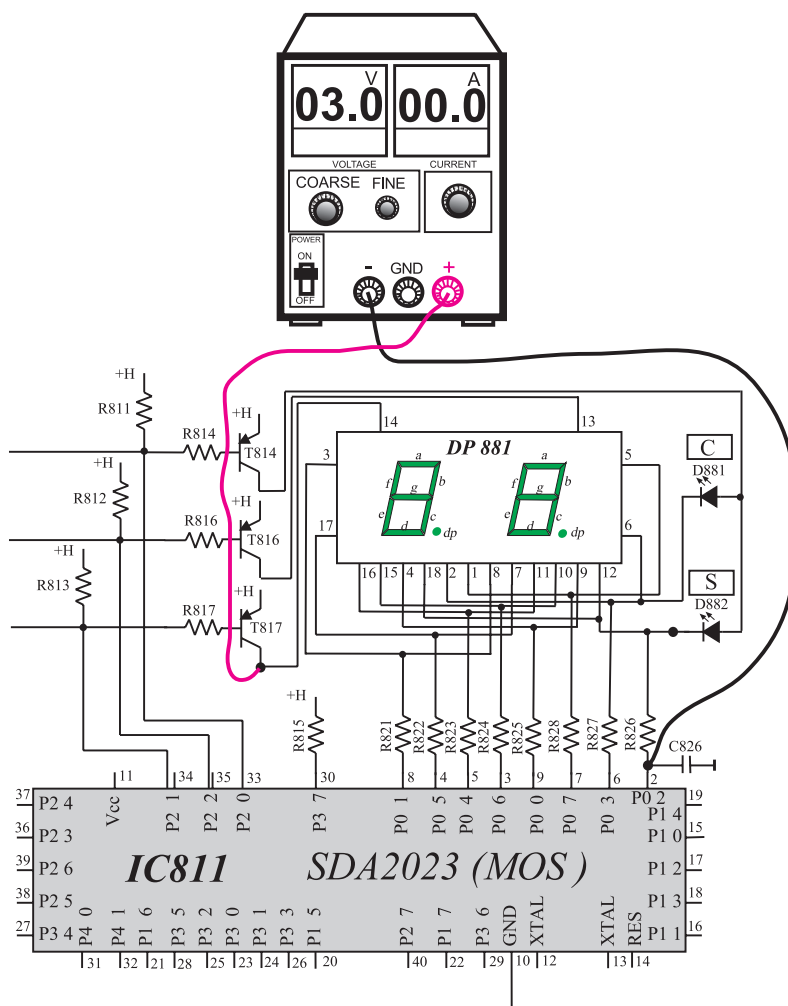 V
A
03.0
00.0
VOLTAGE
CURRENT
COARSE FINE
POWER
ON
OFF
- GND +
+H
R811
+H
R814
T814
14
13
DP 881
3
5
a
b
f
g
e
c
d
dp
a
b
f
g
e
c
d
dp
C
D881
+H
R812
+H
R816
T816
17
6
16 15 4 18 2 1 8 7 11 10 9 12
S
D882
+H
R813
+H
R817
T817
+H
R815
R821
R822
R823
R824
R825
R828
R827
R826
C826
11 34 35 33 30 8 4 5 3 9 7 6 2
Vcc
P2 1
P2 2
P2 0
P3 7
P0 1
P0 5
P0 4
P0 6
P0 0
P0 7
P0 3
P0 2
37 P2 4
36 P2 3
39 P2 6
38 P2 5
27 P3 4
P1 4 19
P1 0 15
P1 2 17
P1 3 18
P1 1 16
IC811 SDA2023 (MOS )
P4 0
P4 1
P1 6
P3 5
P3 2
P3 0
P3 1
P3 3
P1 5
P2 7
P1 7
P3 6
GND
XTAL
XTAL
RES
31 32 21 28 25 23 24 26 20 40 22 29 10 12 13 14